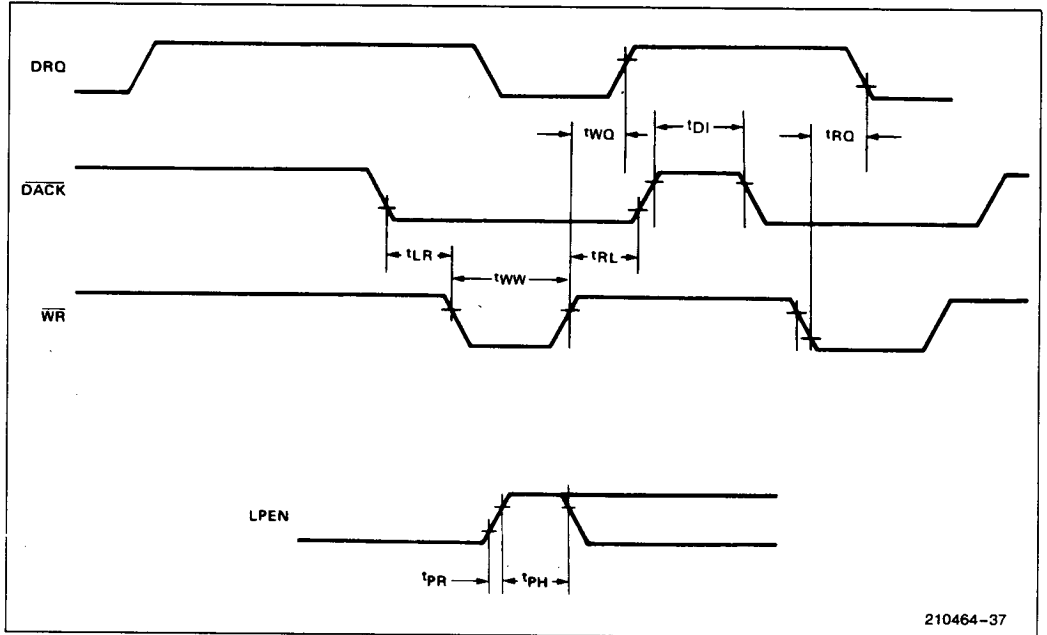 DRQ
tWQ
tDI
tRQ
DACK
tLR
tWW
tRL
WR
LPEN
tPR
tPH
210464–37